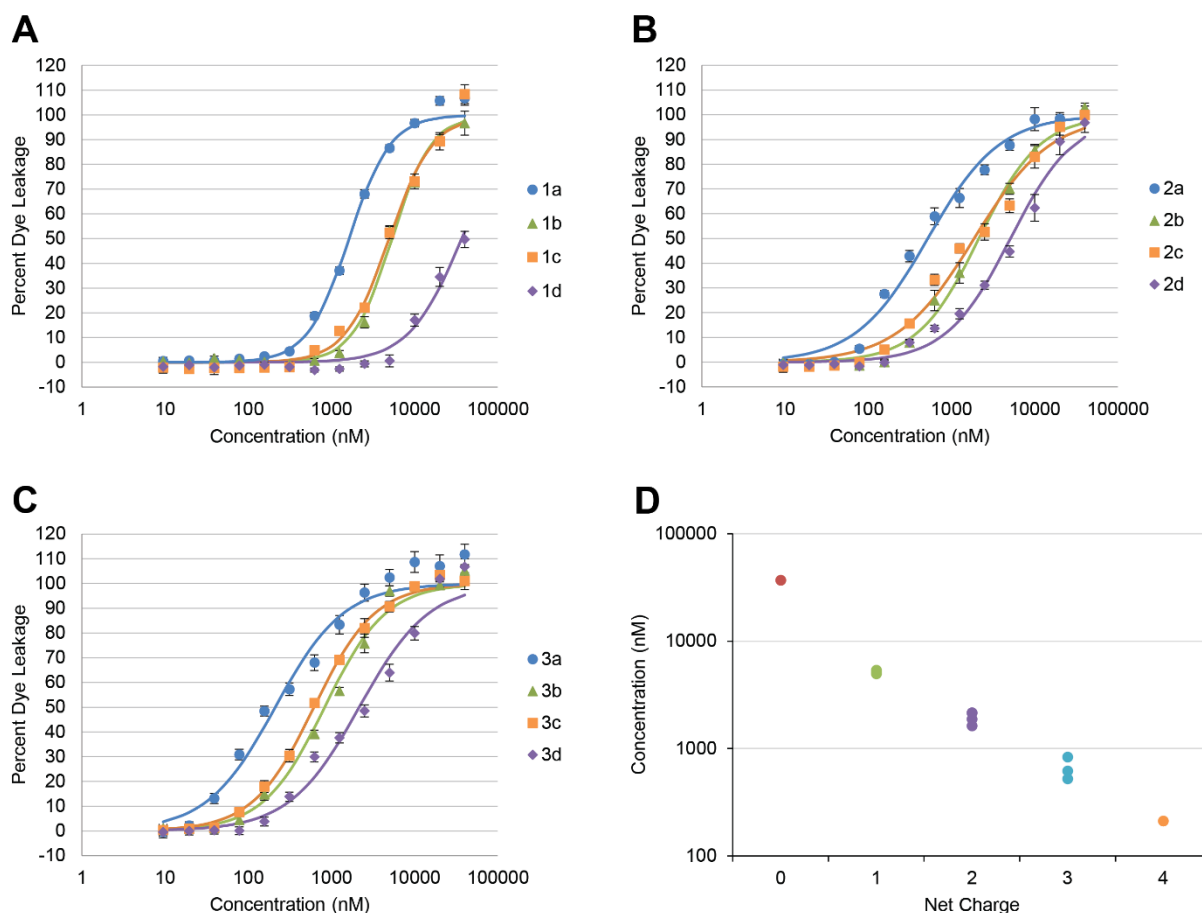 A
Percent Dye Leakage
120
110
100
90
80
70
60
50
40
30
20
10
0
-10
1 10 100 1000 10000 100000
Concentration (nM)
1a
1b
1c
1d
B
Percent Dye Leakage
120
110
100
90
80
70
60
50
40
30
20
10
0
-10
1 10 100 1000 10000 100000
Concentration (nM)
2a
2b
2c
2d
C
Percent Dye Leakage
120
110
100
90
80
70
60
50
40
30
20
10
0
-10
1 10 100 1000 10000 100000
Concentration (nM)
3a
3b
3c
3d
D
Concentration (nM)
100000
10000
1000
100
0 1 2 3 4
Net Charge